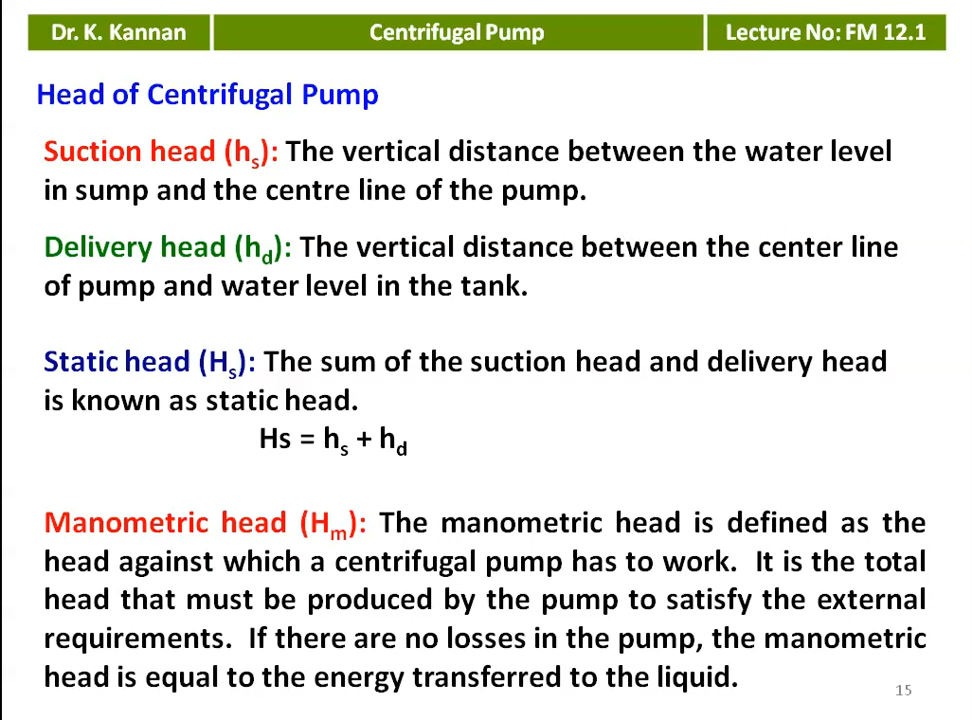 Dr. K. Kannan Centrifugal Pump Lecture No: FM 12.1
Head of Centrifugal Pump
Suction head (hs): The vertical distance between the water level
in sump and the centre line of the pump.
Delivery head (hd): The vertical distance between the center line
of pump and water level in the tank.
Static head (Hs): The sum of the suction head and delivery head
is known as static head.
Hs = hs + hd
Manometric head (Hm): The manometric head is defined as the
head against which a centrifugal pump has to work. It is the total
head that must be produced by the pump to satisfy the external
requirements. If there are no losses in the pump, the manometric
head is equal to the energy transferred to the liquid.
15